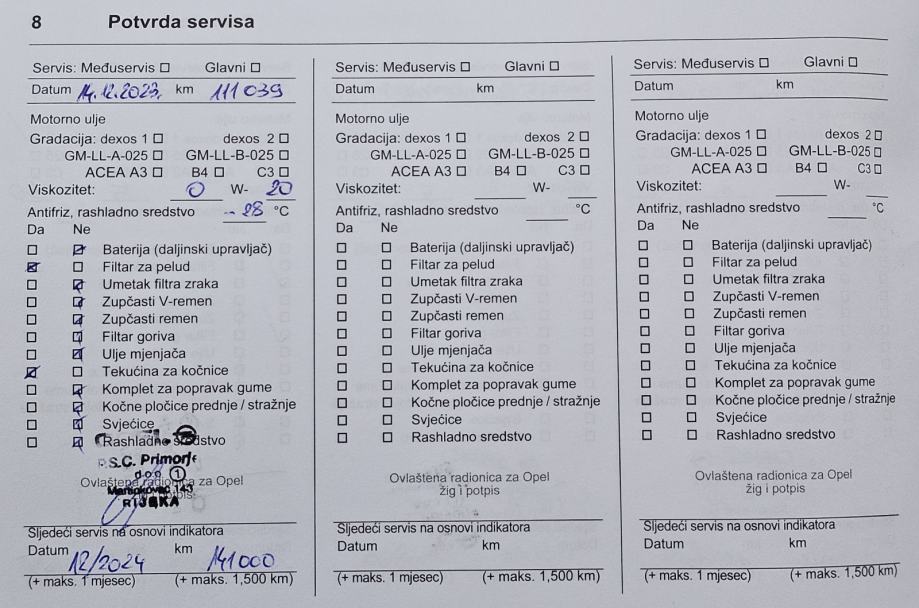 8 Potvrda servisa
Servis: Međuservis ☐ Glavni ☐
Datum 14.12.2023. km 111 039
Motorno ulje
Gradacija: dexos 1 ☐ dexos 2 ☐
GM-LL-A-025 ☐ GM-LL-B-025 ☐
ACEA A3 ☐ B4 ☐ C3 ☐
Viskozitet: 0 W- 20
Antifriz, rashladno sredstvo -28 °C
Da Ne
☐ ☑ Baterija (daljinski upravljač)
☑ ☐ Filtar za pelud
☐ ☑ Umetak filtra zraka
☐ ☑ Zupčasti V-remen
☐ ☑ Zupčasti remen
☐ ☑ Filtar goriva
☐ ☑ Ulje mjenjača
☑ ☐ Tekućina za kočnice
☐ ☑ Komplet za popravak gume
☐ ☑ Kočne pločice prednje / stražnje
☐ ☑ Svjećice
☐ ☑ Rashladno sredstvo
P.S.C. Primorje
d.o.o. 1
Ovlaštena radionica za Opel
143
žig i potpis
RIJEKA
Sljedeći servis na osnovi indikatora
Datum 12/2024 km 141000
(+ maks. 1 mjesec) (+ maks. 1,500 km)
Servis: Međuservis ☐ Glavni ☐
Datum km
Motorno ulje
Gradacija: dexos 1 ☐ dexos 2 ☐
GM-LL-A-025 ☐ GM-LL-B-025 ☐
ACEA A3 ☐ B4 ☐ C3 ☐
Viskozitet: W-
Antifriz, rashladno sredstvo °C
Da Ne
☐ ☐ Baterija (daljinski upravljač)
☐ ☐ Filtar za pelud
☐ ☐ Umetak filtra zraka
☐ ☐ Zupčasti V-remen
☐ ☐ Zupčasti remen
☐ ☐ Filtar goriva
☐ ☐ Ulje mjenjača
☐ ☐ Tekućina za kočnice
☐ ☐ Komplet za popravak gume
☐ ☐ Kočne pločice prednje / stražnje
☐ ☐ Svjećice
☐ ☐ Rashladno sredstvo
Ovlaštena radionica za Opel
žig i potpis
Sljedeći servis na osnovi indikatora
Datum km
(+ maks. 1 mjesec) (+ maks. 1,500 km)
Servis: Međuservis ☐ Glavni ☐
Datum km
Motorno ulje
Gradacija: dexos 1 ☐ dexos 2 ☐
GM-LL-A-025 ☐ GM-LL-B-025 ☐
ACEA A3 ☐ B4 ☐ C3 ☐
Viskozitet: W-
Antifriz, rashladno sredstvo °C
Da Ne
☐ ☐ Baterija (daljinski upravljač)
☐ ☐ Filtar za pelud
☐ ☐ Umetak filtra zraka
☐ ☐ Zupčasti V-remen
☐ ☐ Zupčasti remen
☐ ☐ Filtar goriva
☐ ☐ Ulje mjenjača
☐ ☐ Tekućina za kočnice
☐ ☐ Komplet za popravak gume
☐ ☐ Kočne pločice prednje / stražnje
☐ ☐ Svjećice
☐ ☐ Rashladno sredstvo
Ovlaštena radionica za Opel
žig i potpis
Sljedeći servis na osnovi indikatora
Datum km
(+ maks. 1 mjesec) (+ maks. 1,500 km)